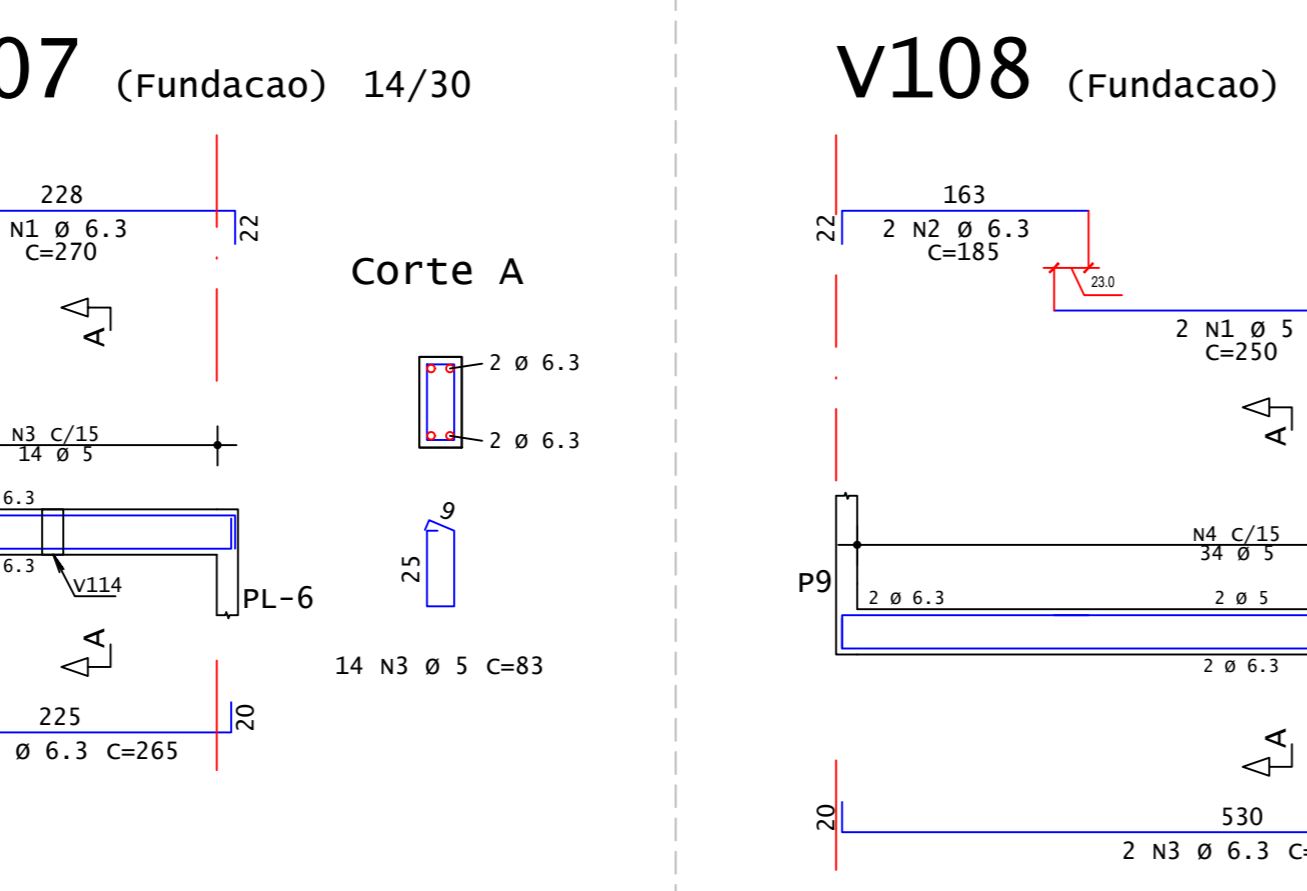 07 (Fundacao) 14/30
228
22
N1 Ø 6.3
C=270
A
Corte A
2 Ø 6.3
2 Ø 6.3
N3 C/15
14 Ø 5
6.3
6.3
V114
PL-6
9
25
A
14 N3 Ø 5 C=83
225
20
Ø 6.3 C=265
V108 (Fundacao)
163
22
2 N2 Ø 6.3
C=185
23.0
2 N1 Ø 5
C=250
A
N4 C/15
34 Ø 5
P9
2 Ø 6.3
2 Ø 5
2 Ø 6.3
A
20
530
2 N3 Ø 6.3 C=